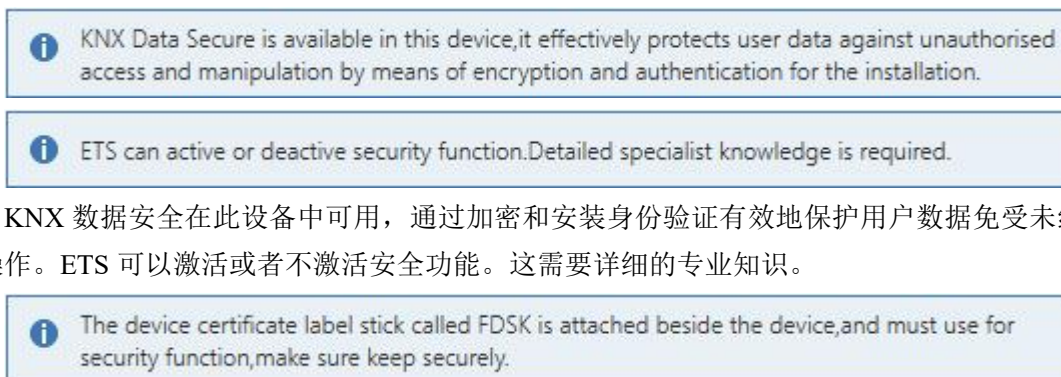 KNX Data Secure is available in this device,it effectively protects user data against unauthorised
access and manipulation by means of encryption and authentication for the installation.
ETS can active or deactive security function.Detailed specialist knowledge is required.
KNX 数据安全在此设备中可用，通过加密和安装身份验证有效地保护用户数据免受未
作。ETS 可以激活或者不激活安全功能。这需要详细的专业知识。
The device certificate label stick called FDSK is attached beside the device,and must use for
security function,make sure keep securely.